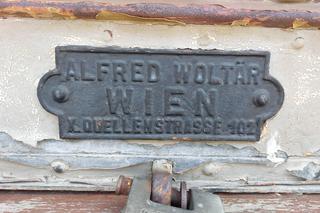 ALFRED WOLTÄR
WIEN
X. QUELLENSTRASSE 102